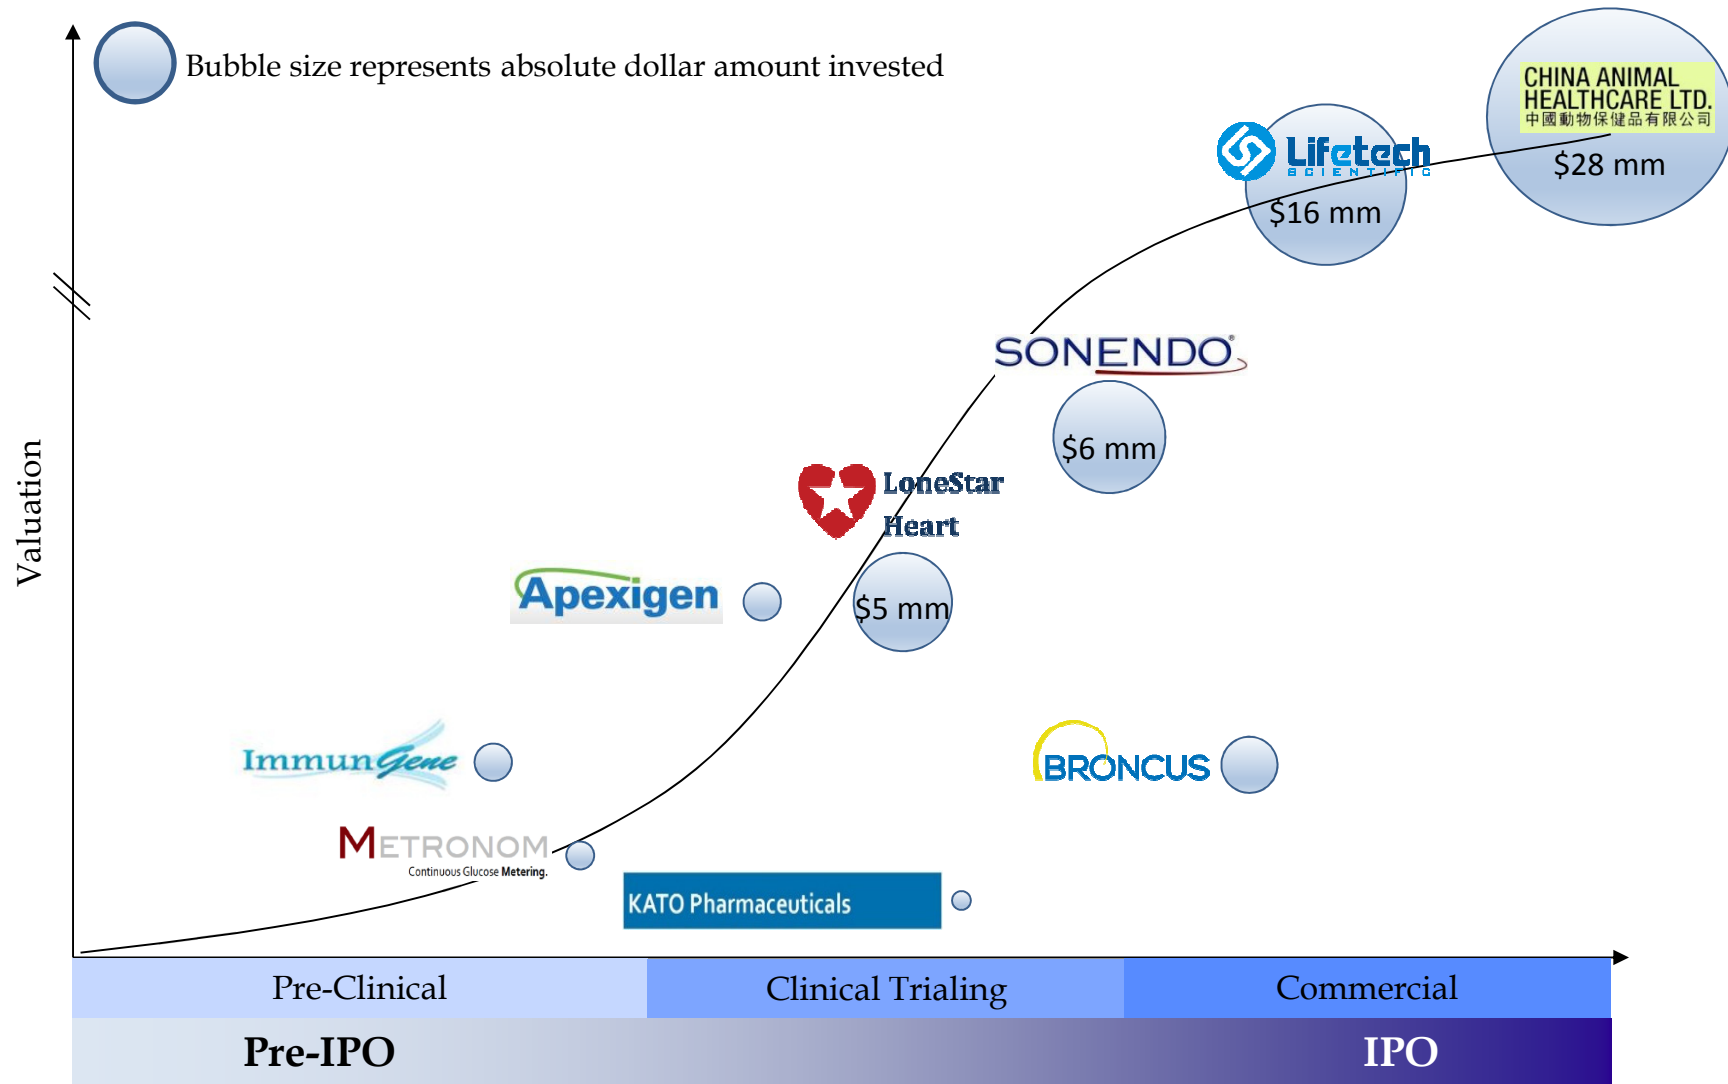 Bubble size represents absolute dollar amount invested
CHINA ANIMAL
HEALTHCARE LTD.
中國動物保健品有限公司
$28 mm
Lifetech
SCIENTIFIC
$16 mm
SONENDO®
$6 mm
LoneStar
Heart
$5 mm
Apexigen
Valuation
ImmunGene
BRONCUS
METRONOM
Continuous Glucose Metering.
KATO Pharmaceuticals
Pre-Clinical
Clinical Trialing
Commercial
Pre-IPO
IPO